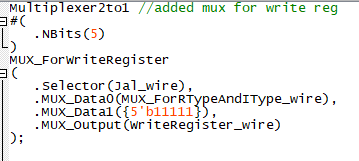 Multiplexer2to1 //added mux for write reg
#(
.NBits(5)
)
MUX_ForWriteRegister
(
.Selector(Jal_wire),
.MUX_Data0(MUX_ForRTypeAndIType_wire),
.MUX_Data1({5'b11111}),
.MUX_Output(WriteRegister_wire)
);